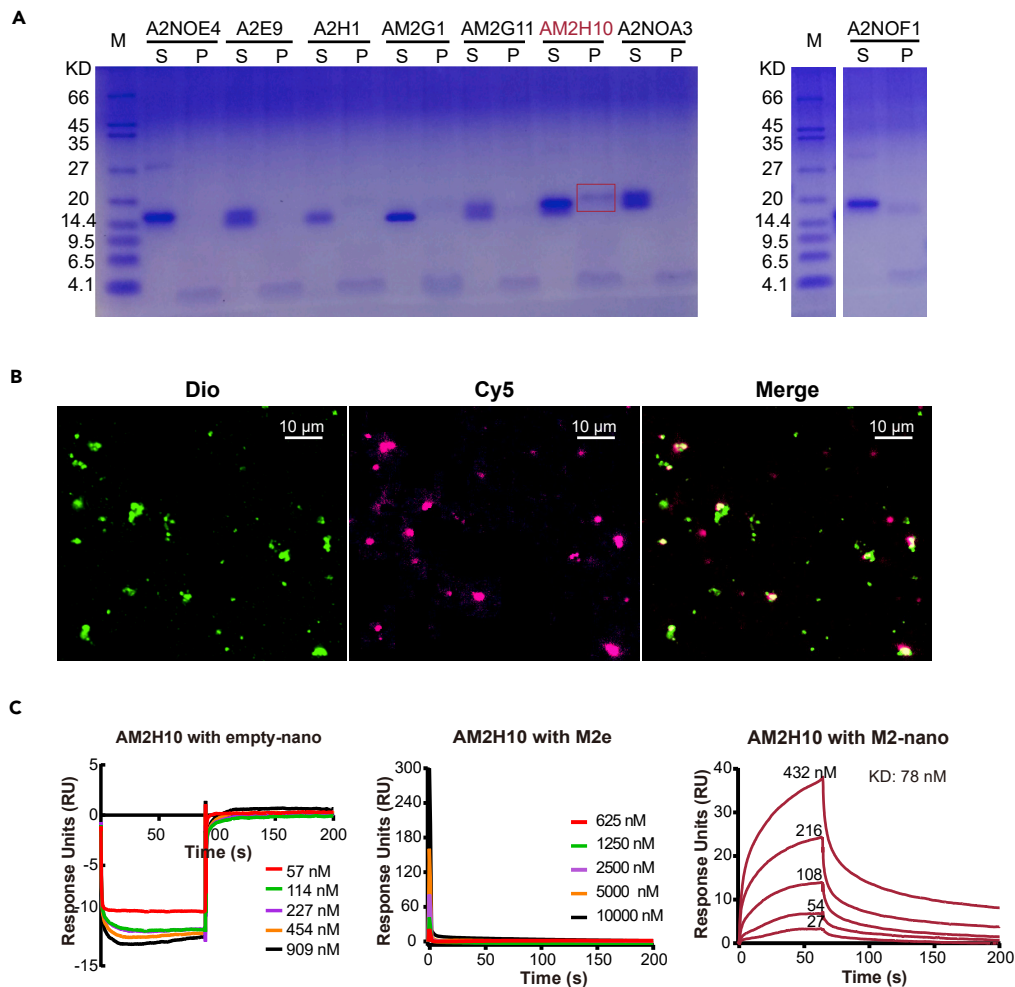 A
M A2NOE4 A2E9 A2H1 AM2G1 AM2G11 AM2H10 A2NOA3 M A2NOF1
S P S P S P S P S P S P S P S P
KD KD
66 66
45 45
35 35
27 27
20 20
14.4 14.4
9.5 9.5
6.5 6.5
4.1 4.1
B
Dio Cy5 Merge
10 µm 10 µm 10 µm
C
AM2H10 with empty-nano
Response Units (RU)
5
0
-5
-10
-15
50 100 150 200
Time (s)
57 nM
114 nM
227 nM
454 nM
909 nM
AM2H10 with M2e
Response Units (RU)
300
240
180
120
60
0
0 50 100 150 200
Time (s)
625 nM
1250 nM
2500 nM
5000 nM
10000 nM
AM2H10 with M2-nano
Response Units (RU)
40
30
20
10
0
0 50 100 150 200
Time (s)
432 nM
216
108
54
27
KD: 78 nM